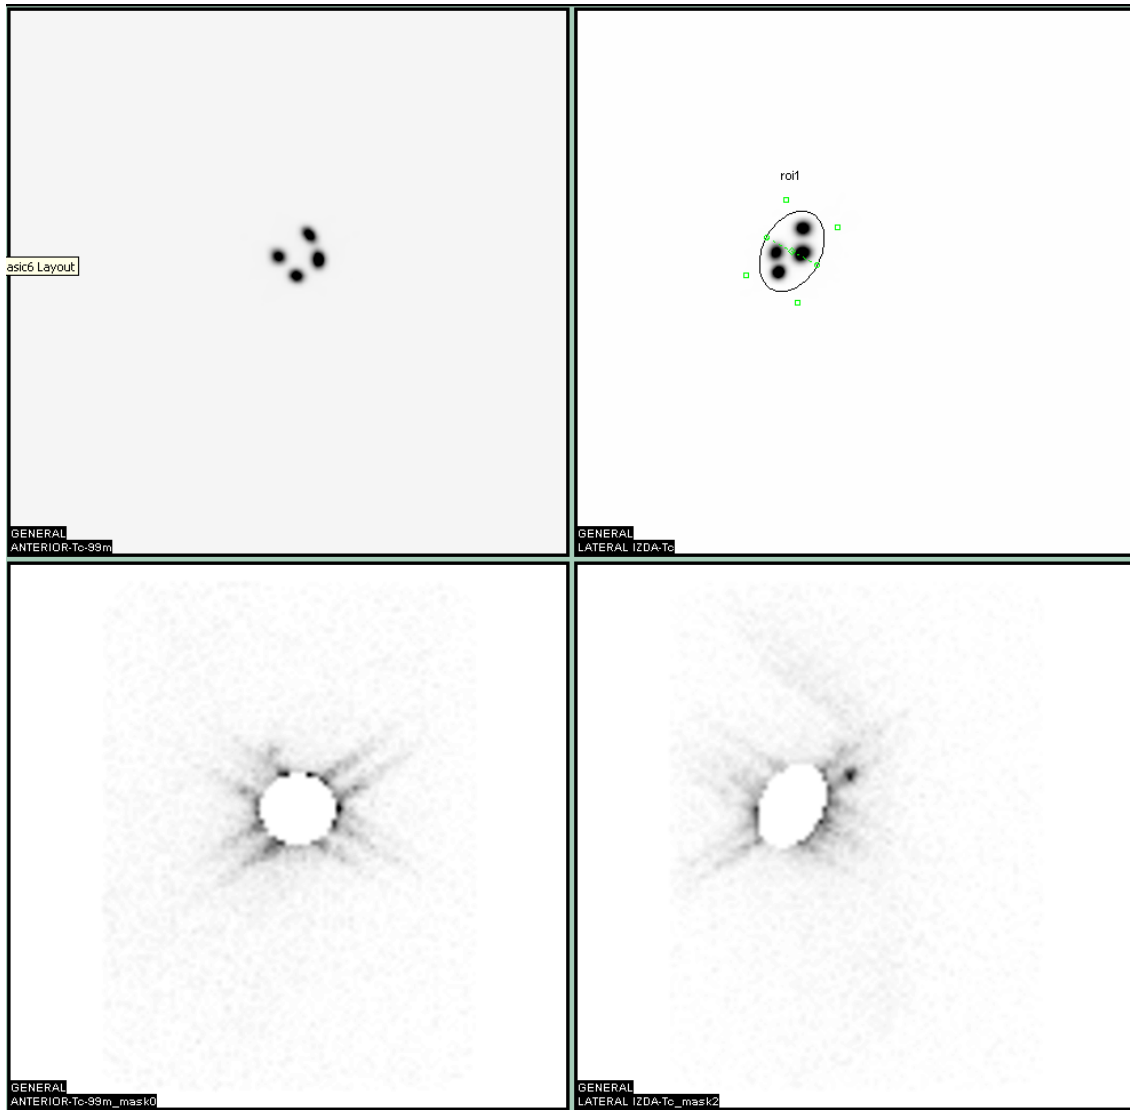 roi1
asic6 Layout
GENERAL
ANTERIOR-Tc-99m
GENERAL
LATERAL IZDA-Tc
GENERAL
ANTERIOR-Tc-99m_mask0
GENERAL
LATERAL IZDA-Tc_mask2